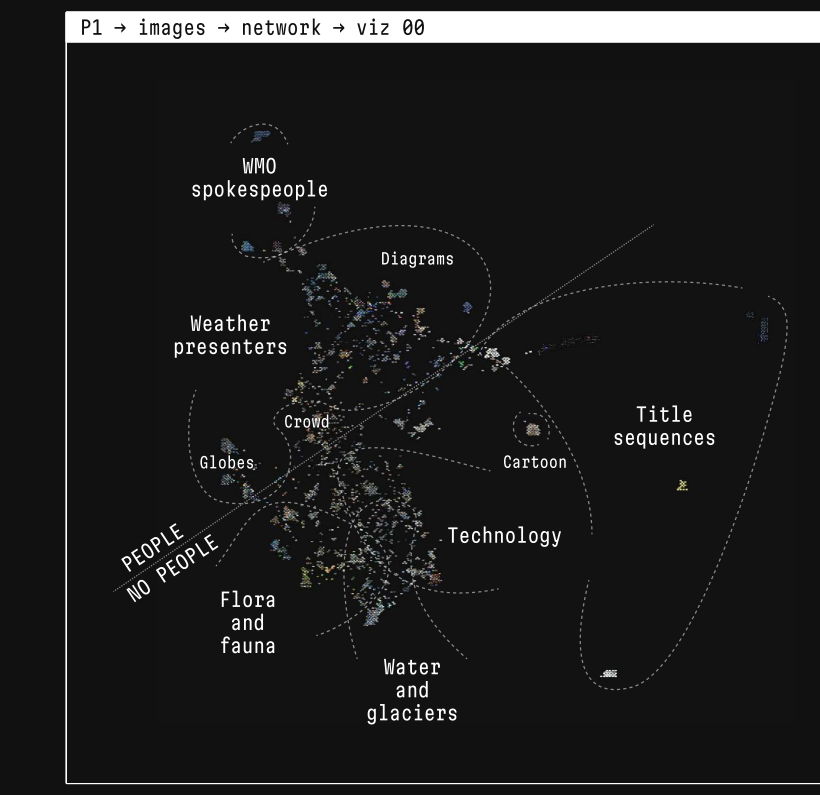 P1 → images → network → viz 00
WMO
spokespeople
Diagrams
Weather
presenters
Crowd
Title
sequences
Globes
Cartoon
PEOPLE
NO PEOPLE
Technology
Flora
and
fauna
Water
and
glaciers